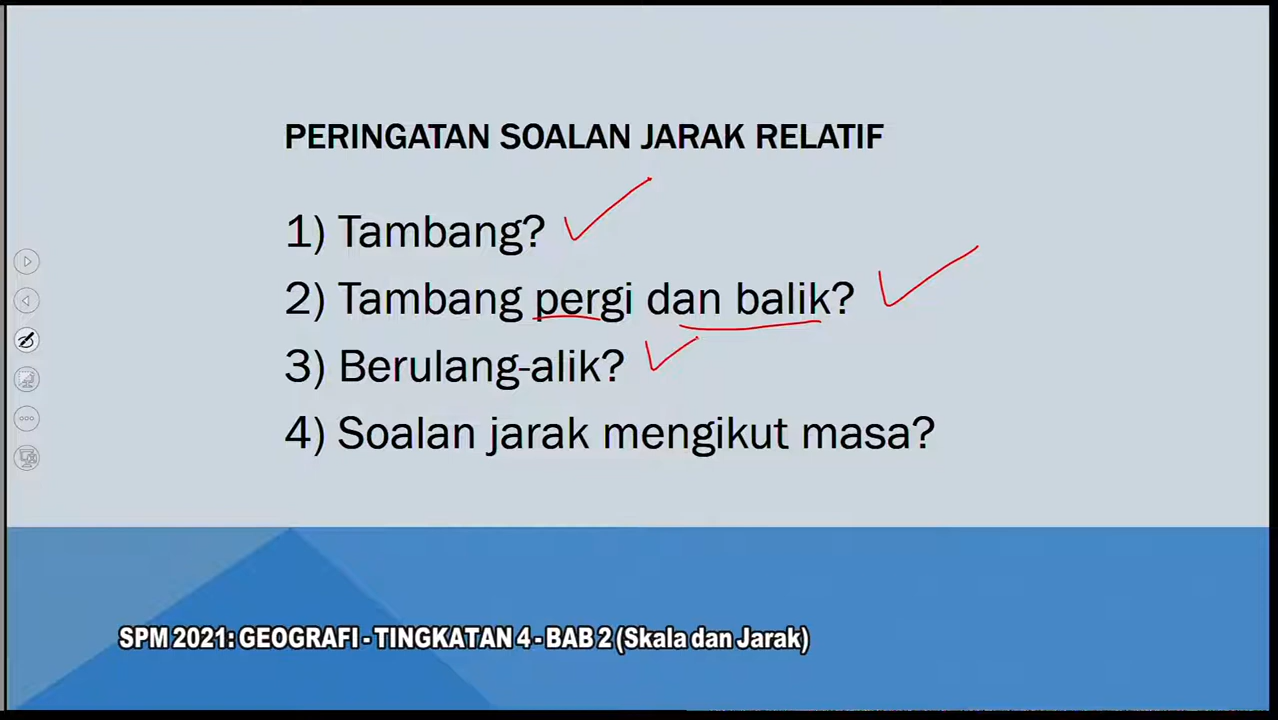 PERINGATAN SOALAN JARAK RELATIF
1) Tambang?
2) Tambang pergi dan balik?
3) Berulang-alik?
4) Soalan jarak mengikut masa?
SPM 2021: GEOGRAFI - TINGKATAN 4 - BAB 2 (Skala dan Jarak)